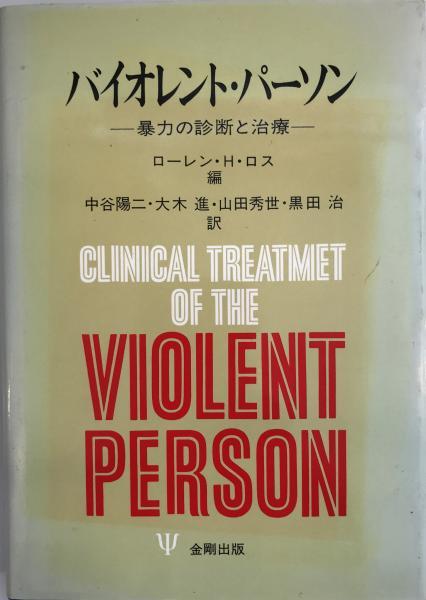 バイオレント・パーソン
―暴力の診断と治療―
ローレン・H・ロス
編
中谷陽二・大木 進・山田秀世・黒田 治
訳
CLINICAL TREATMET
OF THE
VIOLENT
PERSON
Ψ 金剛出版